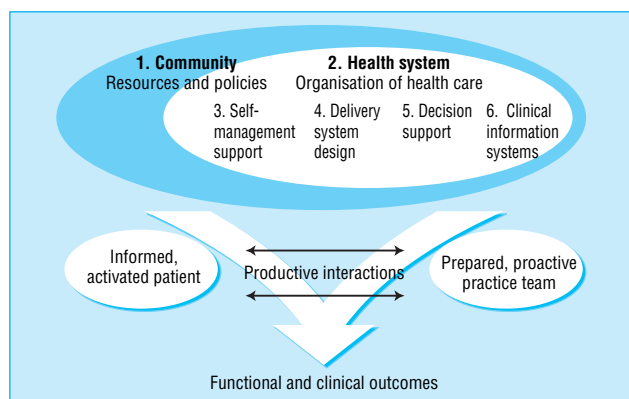 1. Community
Resources and policies
2. Health system
Organisation of health care
3. Self-
management
support
4. Delivery
system
design
5. Decision
support
6. Clinical
information
systems
Informed,
activated patient
Productive interactions
Prepared, proactive
practice team
Functional and clinical outcomes